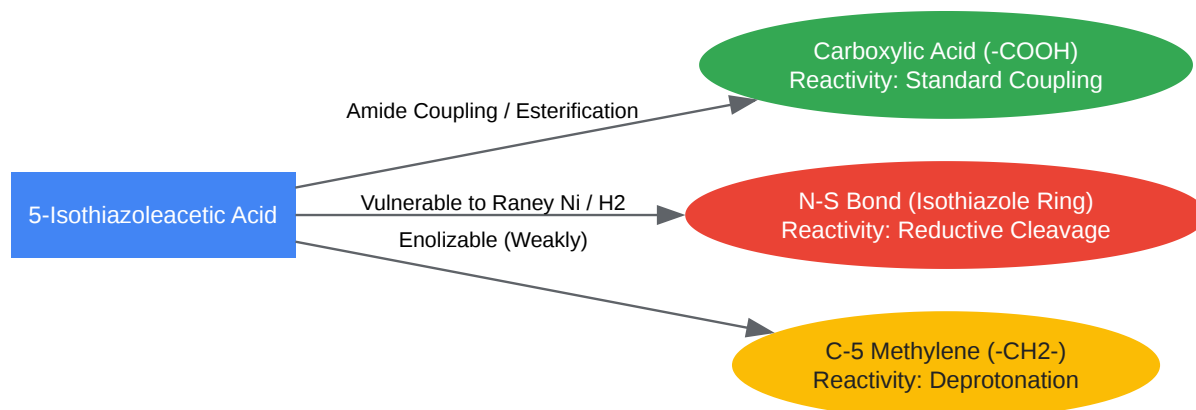 Carboxylic Acid (-COOH)
Reactivity: Standard Coupling
Amide Coupling / Esterification
5-Isothiazoleacetic Acid
Vulnerable to Raney Ni / H2
N-S Bond (Isothiazole Ring)
Reactivity: Reductive Cleavage
Enolizable (Weakly)
C-5 Methylene (-CH2-)
Reactivity: Deprotonation